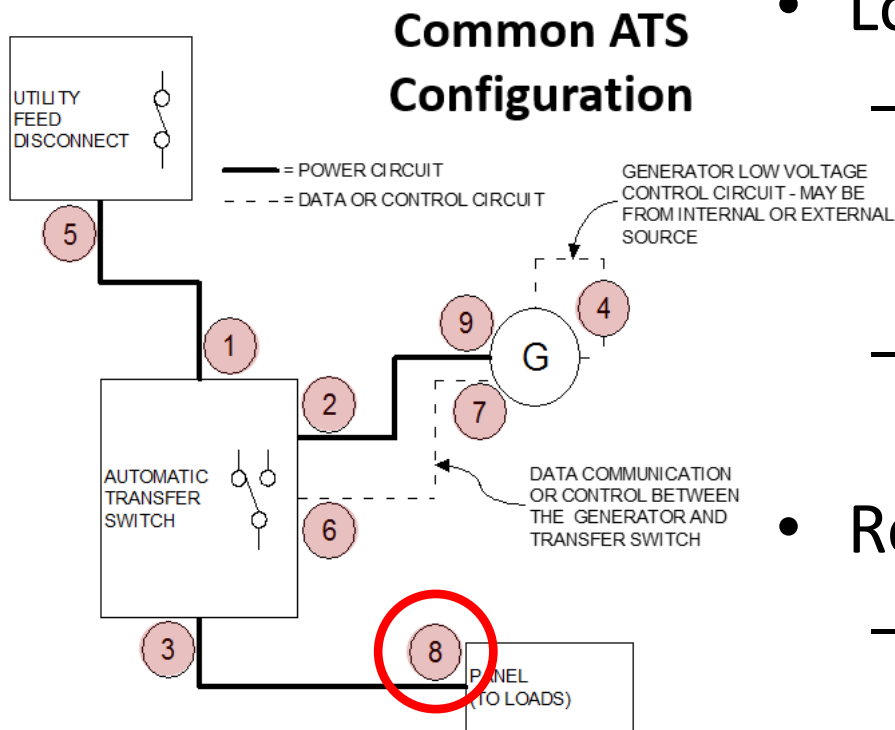 Common ATS
Configuration
• Lo
–
UTILITY
FEED
DISCONNECT
= POWER CIRCUIT
= DATA OR CONTROL CIRCUIT
GENERATOR LOW VOLTAGE
CONTROL CIRCUIT - MAY BE
FROM INTERNAL OR EXTERNAL
SOURCE
5
4
9
1
G
–
2
7
AUTOMATIC
TRANSFER
SWITCH
DATA COMMUNICATION
OR CONTROL BETWEEN
THE GENERATOR AND
TRANSFER SWITCH
6
• Re
–
3
8
PANEL
(TO LOADS)